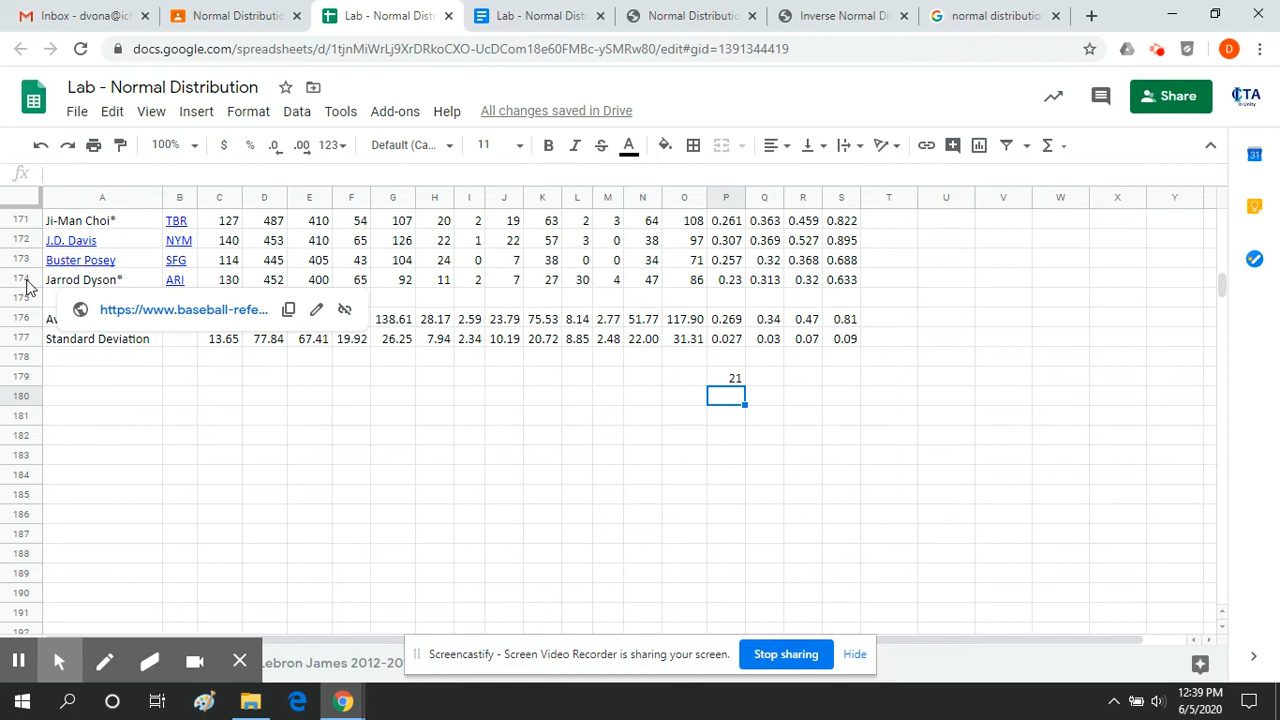 Inbox - dvona@ich
Normal Distributio
Lab - Normal Distr
Lab - Normal Distr
Normal Distributio
Inverse Normal
normal distributio
docs.google.com/spreadsheets/d/1tjnMiWrLj9XrDRkoCXO-UcDCom18e60FMBc-ySMRw80/edit#gid=1391344419
D
Lab - Normal Distribution
File Edit View Insert Format Data Tools Add-ons Help All changes saved in Drive
Share
CTA
in Unity
100% $ % .0 .00 123 Default (Ca... 11 B I S A
31
fx
A B C D E F G H I J K L M N O P Q R S T U V W X Y
171 Ji-Man Choi* TBR 127 487 410 54 107 20 2 19 63 2 3 64 108 0.261 0.363 0.459 0.822
172 J.D. Davis NYM 140 453 410 65 126 22 1 22 57 3 0 38 97 0.307 0.369 0.527 0.895
173 Buster Posey SFG 114 445 405 43 104 24 0 7 38 0 0 34 71 0.257 0.32 0.368 0.688
174 Jarrod Dyson* ARI 130 452 400 65 92 11 2 7 27 30 4 47 86 0.23 0.313 0.32 0.633
175
https://www.baseball-refe...
176 Av 138.61 28.17 2.59 23.79 75.53 8.14 2.77 51.77 117.90 0.269 0.34 0.47 0.81
177 Standard Deviation 13.65 77.84 67.41 19.92 26.25 7.94 2.34 10.19 20.72 8.85 2.48 22.00 31.31 0.027 0.03 0.07 0.09
178
179 21
180
181
182
183
184
185
186
187
188
189
190
191
192
Lebron James 2012-20
Screencastify - Screen Video Recorder is sharing your screen. Stop sharing Hide
12:39 PM
6/5/2020